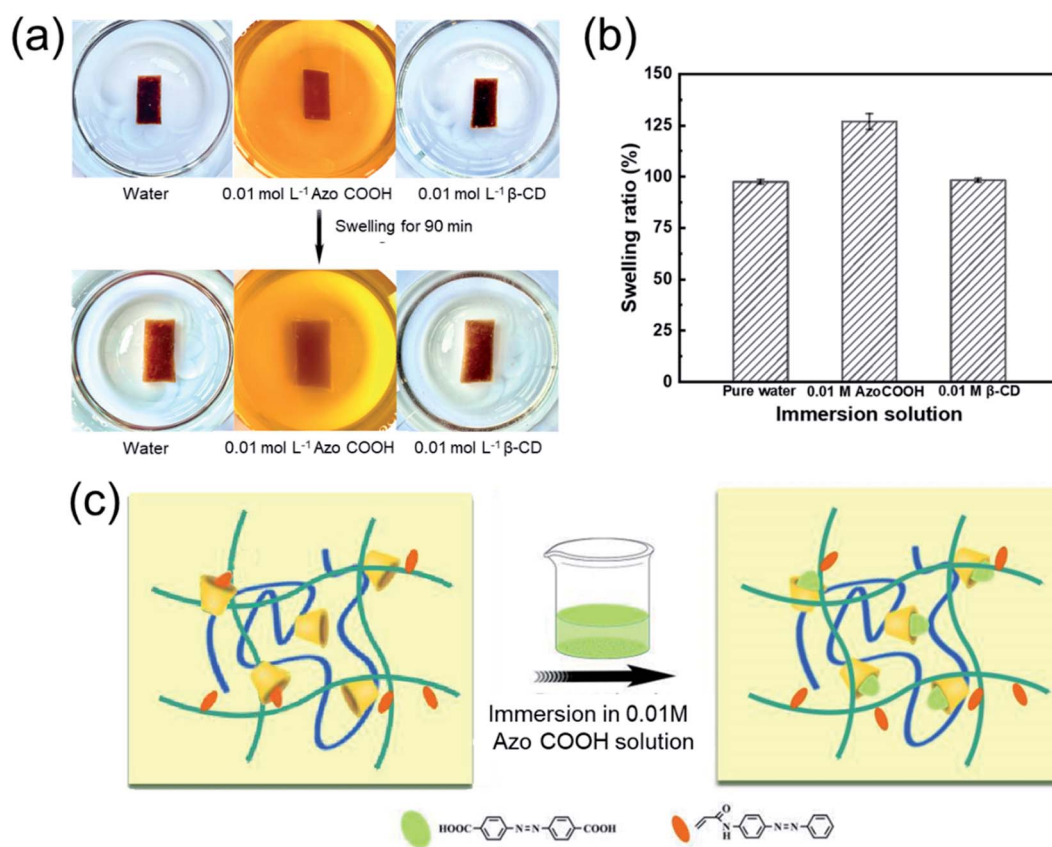 (a)
Water
0.01 mol L⁻¹ Azo COOH
0.01 mol L⁻¹ β-CD
Swelling for 90 min
Water
0.01 mol L⁻¹ Azo COOH
0.01 mol L⁻¹ β-CD
(b)
Swelling ratio (%)
150
125
100
75
50
25
0
Pure water
0.01 M AzoCOOH
0.01 M β-CD
Immersion solution
(c)
Immersion in 0.01M
Azo COOH solution
HOOC
N=N
COOH
O
N
H
N=N